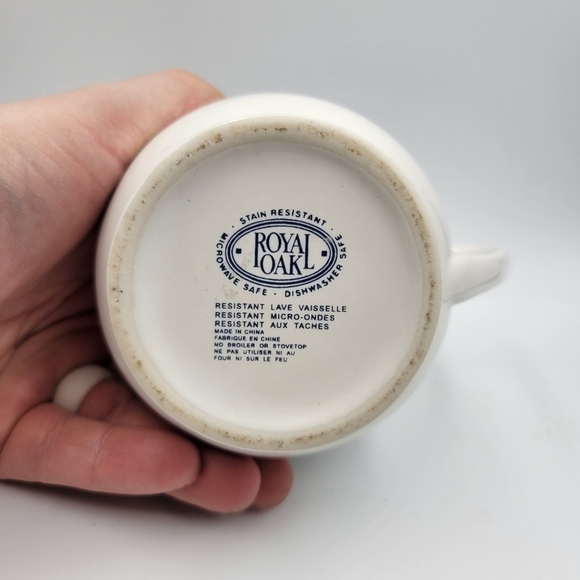 · STAIN RESISTANT ·
ROYAL
OAK
MICROWAVE SAFE · DISHWASHER SAFE
RESISTANT LAVE VAISSELLE
RESISTANT MICRO-ONDES
RESISTANT AUX TACHES
MADE IN CHINA
FABRIQUE EN CHINE
NO BROILER OR STOVETOP
NE PAS UTILISER NI AU
FOUR NI SUR LE FEU